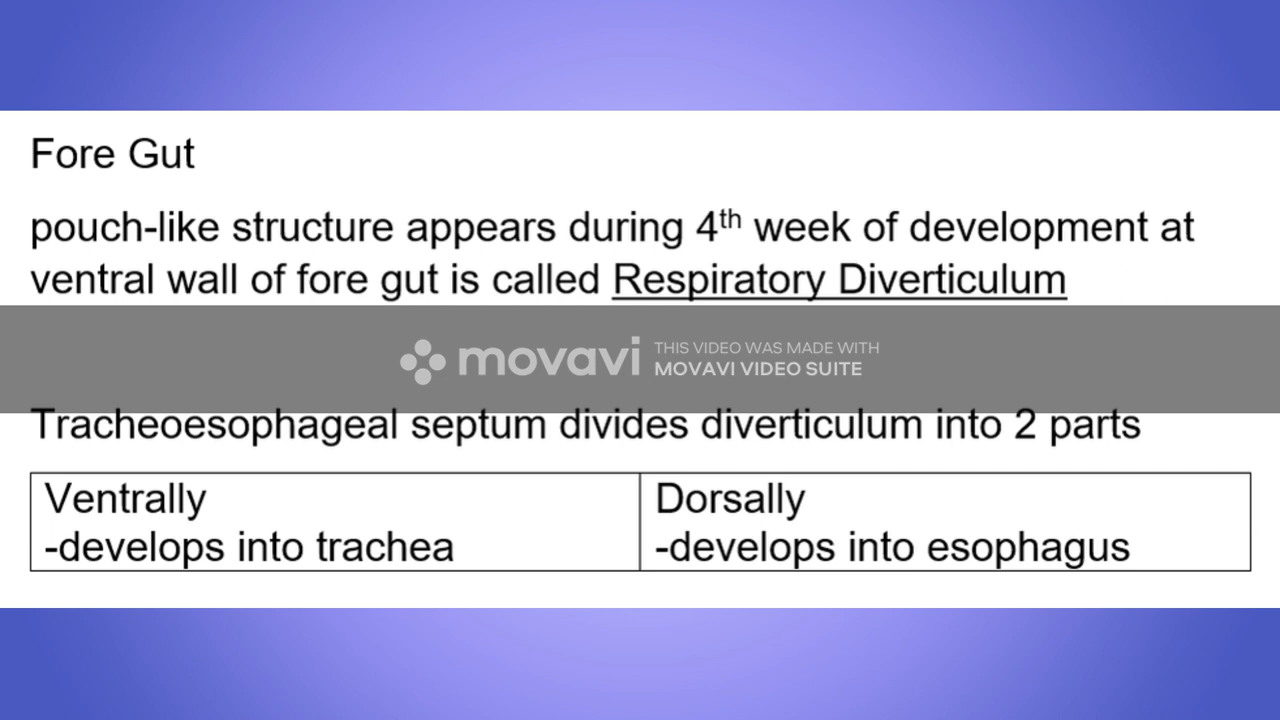 Fore Gut
pouch-like structure appears during 4th week of development at
ventral wall of fore gut is called Respiratory Diverticulum
movavi
THIS VIDEO WAS MADE WITH
MOVAVI VIDEO SUITE
Tracheoesophageal septum divides diverticulum into 2 parts
Ventrally
-develops into trachea
Dorsally
-develops into esophagus